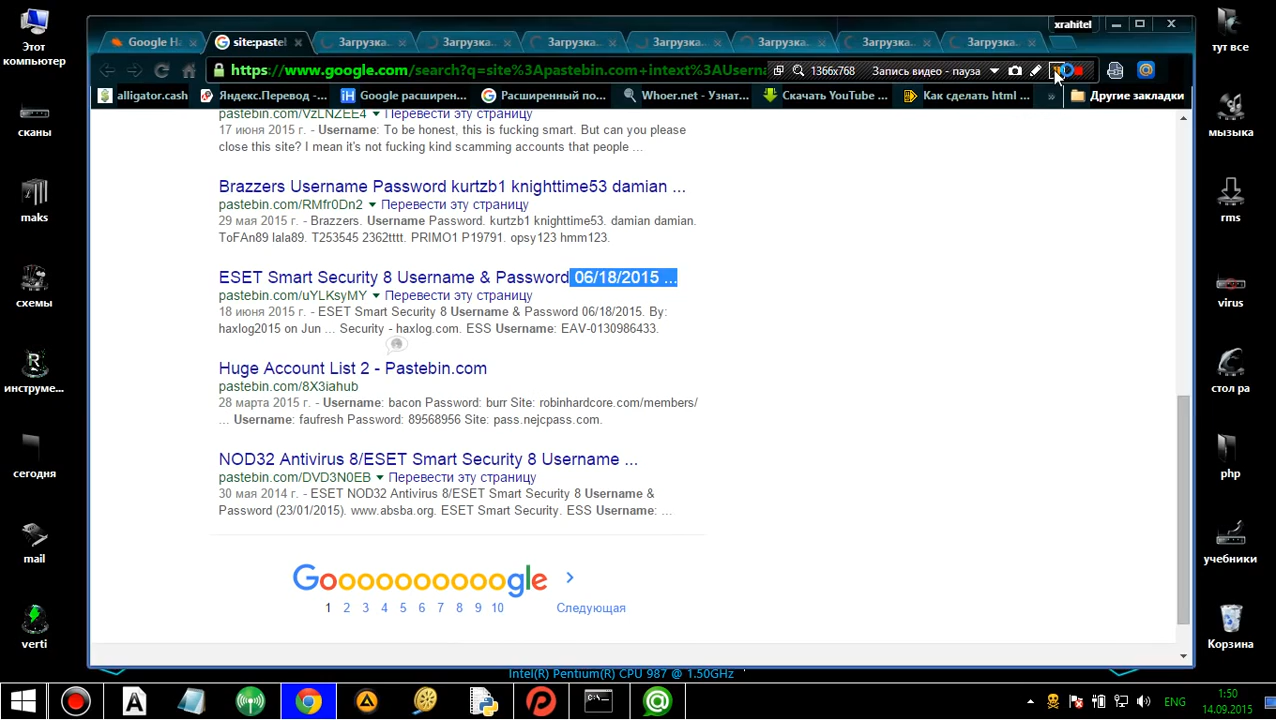 xrahitel
Этот
компьютер
тут все
Google Ha
site:paste
Загрузка.
Загрузка.
Загрузка.
Загрузка.
Загрузка.
Загрузка.
Загрузка.
https://www.google.com/search?q=site%3Apastebin.com+intext%3AUserna
1366x768
Запись видео - пауза
alligator.cash
Яндекс.Перевод - ...
Google расширен...
Расширенный по...
Whoer.net - Узнат...
Скачать YouTube ...
Как сделать html ...
»
Другие закладки
сканы
музыка
maks
rms
схемы
virus
инструме...
стол ра
сегодня
php
mail
учебники
verti
Корзина
pastebin.com/VzLNZEE4 Перевести эту страницу
17 июня 2015 г. - Username: To be honest, this is fucking smart. But can you please
close this site? I mean it's not fucking kind scamming accounts that people ...
Brazzers Username Password kurtzb1 knighttime53 damian ...
pastebin.com/RMfr0Dn2 Перевести эту страницу
29 мая 2015 г. - Brazzers. Username Password. kurtzb1 knighttime53. damian damian.
ToFAn89 lala89. T253545 2362tttt. PRIMO1 P19791. opsy123 hmm123.
ESET Smart Security 8 Username & Password 06/18/2015 ...
pastebin.com/uYLKsyMY Перевести эту страницу
18 июня 2015 г. - ESET Smart Security 8 Username & Password 06/18/2015. By:
haxlog2015 on Jun ... Security - haxlog.com. ESS Username: EAV-0130986433.
Huge Account List 2 - Pastebin.com
pastebin.com/8X3iahub
28 марта 2015 г. - Username: bacon Password: burr Site: robinhardcore.com/members/
... Username: faufresh Password: 89568956 Site: pass.nejcpass.com.
NOD32 Antivirus 8/ESET Smart Security 8 Username ...
pastebin.com/DVD3N0EB Перевести эту страницу
30 мая 2014 г. - ESET NOD32 Antivirus 8/ESET Smart Security 8 Username &
Password (23/01/2015). www.absba.org. ESET Smart Security. ESS Username: ...
Goooooooooogle
1 2 3 4 5 6 7 8 9 10 Следующая
Intel(R) Pentium(R) CPU 987 @ 1.50GHz
ENG
1:50
14.09.2015